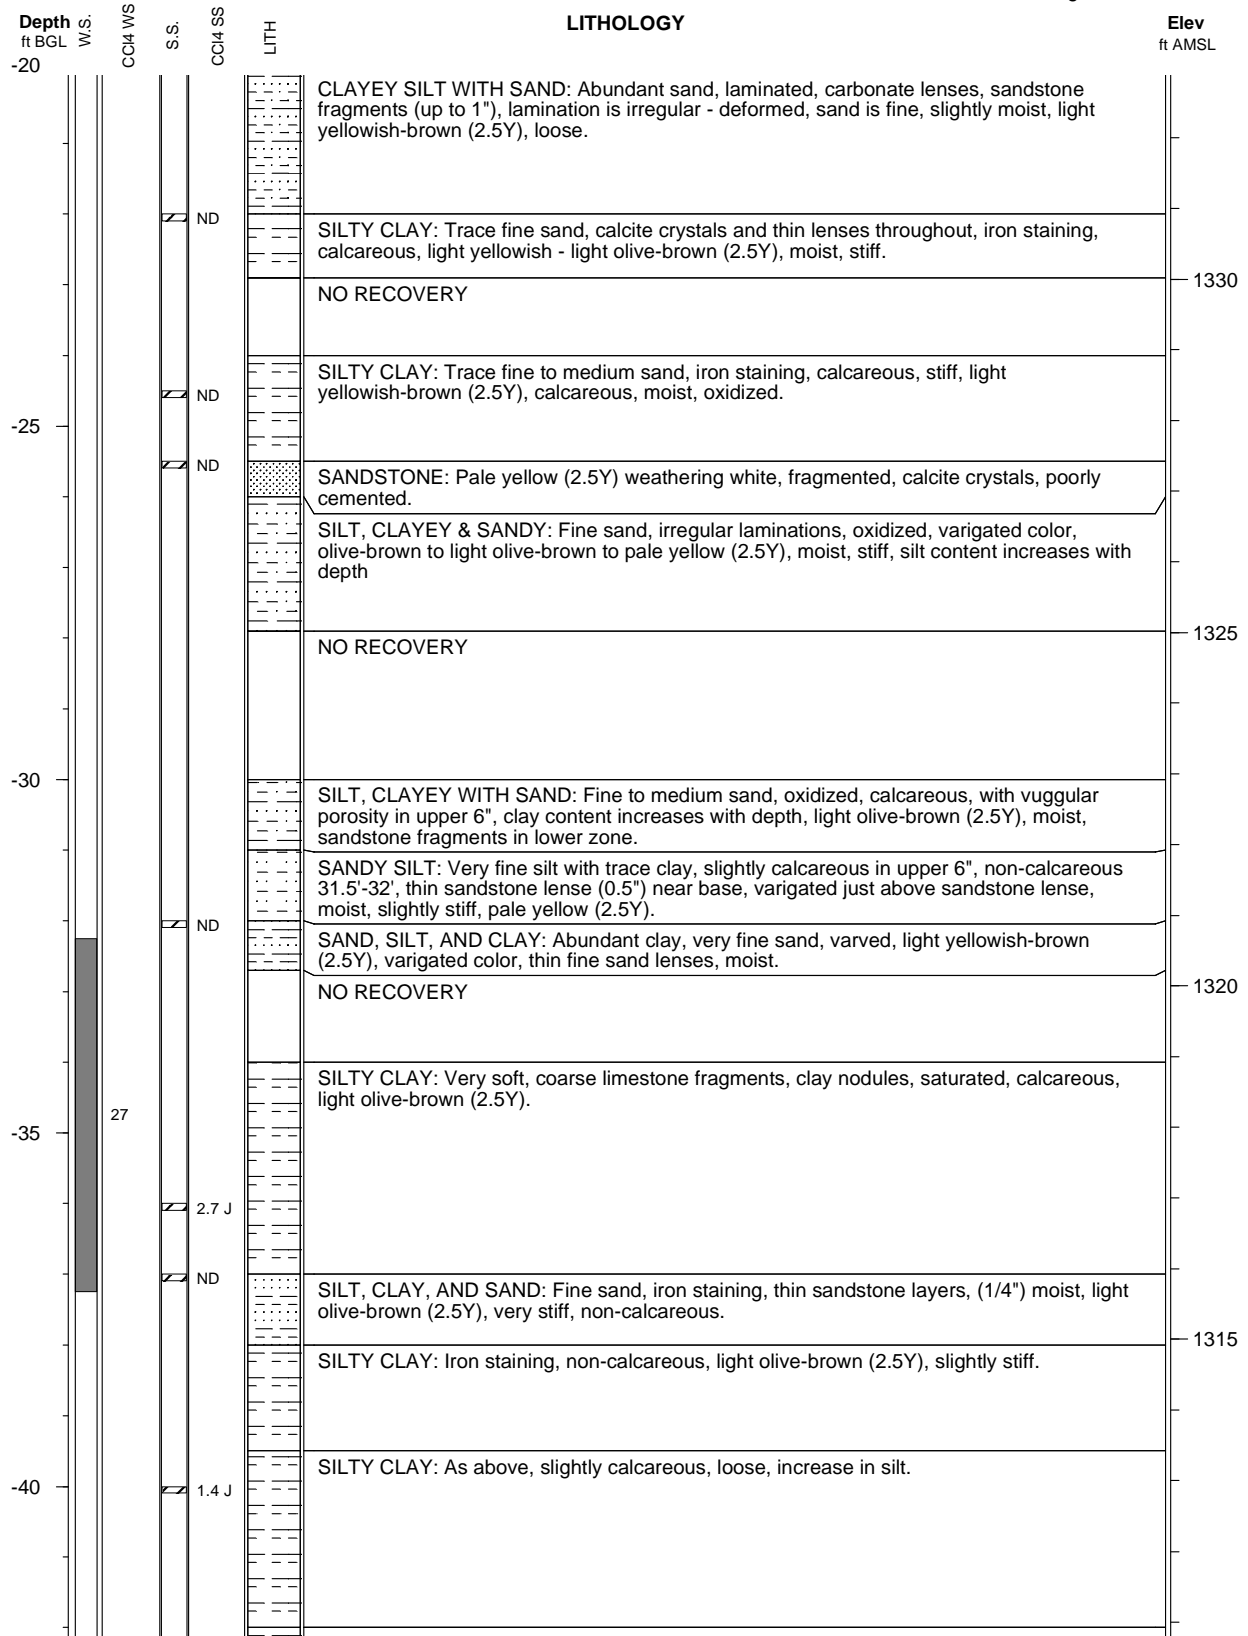 Depth
ft BGL
W.S.
CCl4 WS
S.S.
CCl4 SS
LITH
LITHOLOGY
Elev
ft AMSL
-20
CLAYEY SILT WITH SAND: Abundant sand, laminated, carbonate lenses, sandstone
fragments (up to 1"), lamination is irregular - deformed, sand is fine, slightly moist, light
yellowish-brown (2.5Y), loose.
ND
SILTY CLAY: Trace fine sand, calcite crystals and thin lenses throughout, iron staining,
calcareous, light yellowish - light olive-brown (2.5Y), moist, stiff.
1330
NO RECOVERY
SILTY CLAY: Trace fine to medium sand, iron staining, calcareous, stiff, light
yellowish-brown (2.5Y), calcareous, moist, oxidized.
ND
-25
ND
SANDSTONE: Pale yellow (2.5Y) weathering white, fragmented, calcite crystals, poorly
cemented.
SILT, CLAYEY & SANDY: Fine sand, irregular laminations, oxidized, varigated color,
olive-brown to light olive-brown to pale yellow (2.5Y), moist, stiff, silt content increases with
depth
1325
NO RECOVERY
-30
SILT, CLAYEY WITH SAND: Fine to medium sand, oxidized, calcareous, with vuggular
porosity in upper 6", clay content increases with depth, light olive-brown (2.5Y), moist,
sandstone fragments in lower zone.
SANDY SILT: Very fine silt with trace clay, slightly calcareous in upper 6", non-calcareous
31.5'-32', thin sandstone lense (0.5") near base, varigated just above sandstone lense,
moist, slightly stiff, pale yellow (2.5Y).
ND
SAND, SILT, AND CLAY: Abundant clay, very fine sand, varved, light yellowish-brown
(2.5Y), varigated color, thin fine sand lenses, moist.
NO RECOVERY
1320
SILTY CLAY: Very soft, coarse limestone fragments, clay nodules, saturated, calcareous,
light olive-brown (2.5Y).
27
-35
2.7 J
ND
SILT, CLAY, AND SAND: Fine sand, iron staining, thin sandstone layers, (1/4") moist, light
olive-brown (2.5Y), very stiff, non-calcareous.
1315
SILTY CLAY: Iron staining, non-calcareous, light olive-brown (2.5Y), slightly stiff.
SILTY CLAY: As above, slightly calcareous, loose, increase in silt.
-40
1.4 J